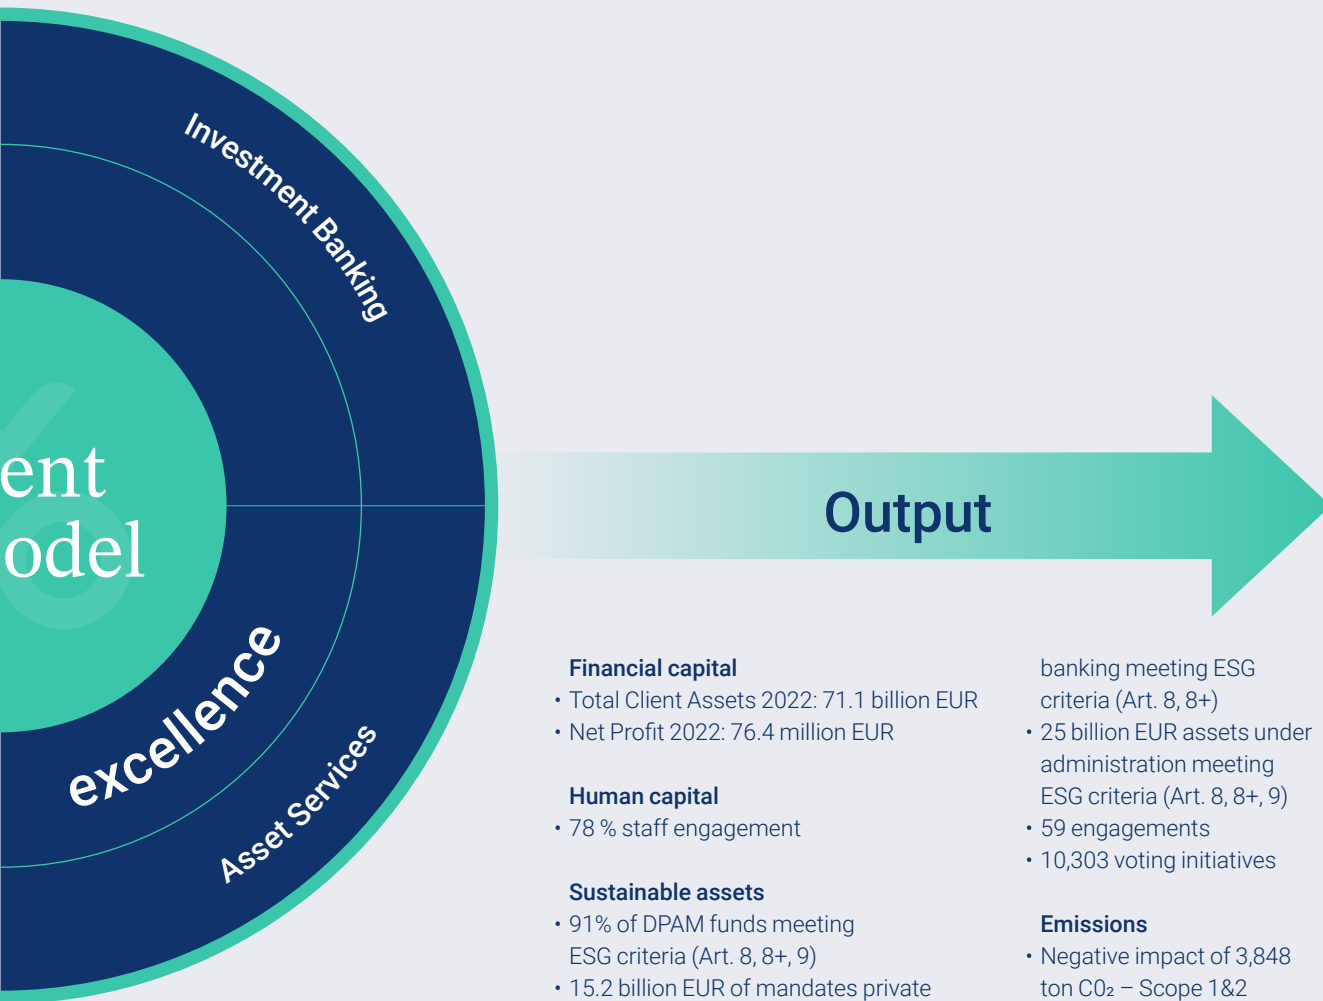 Investment Banking
ent
odel
excellence
Asset Services
Output
Financial capital
• Total Client Assets 2022: 71.1 billion EUR
• Net Profit 2022: 76.4 million EUR
Human capital
• 78 % staff engagement
Sustainable assets
• 91% of DPAM funds meeting
ESG criteria (Art. 8, 8+, 9)
• 15.2 billion EUR of mandates private
banking meeting ESG
criteria (Art. 8, 8+)
• 25 billion EUR assets under
administration meeting
ESG criteria (Art. 8, 8+, 9)
• 59 engagements
• 10,303 voting initiatives
Emissions
• Negative impact of 3,848
ton C0₂ – Scope 1&2